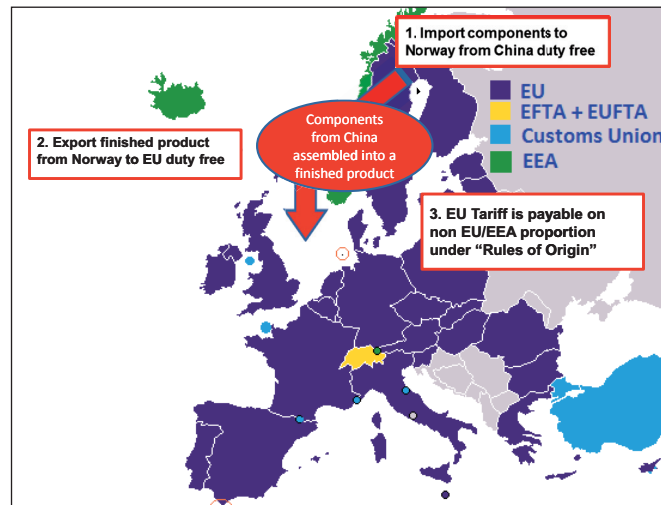 1. Import components to
Norway from China duty free
EU
EFTA + EUFTA
Customs Union
EEA
Components
from China
assembled into a
finished product
2. Export finished product
from Norway to EU duty free
3. EU Tariff is payable on
non EU/EEA proportion
under “Rules of Origin”